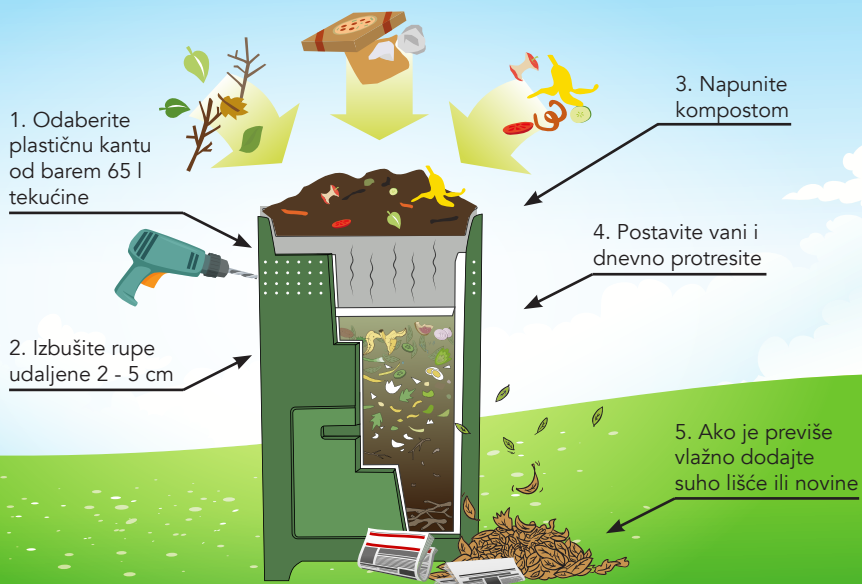 1. Odaberite
plastičnu kantu
od barem 65 l
tekućine
2. Izbušite rupe
udaljene 2 - 5 cm
3. Napunite
kompostom
4. Postavite vani i
dnevno protresite
5. Ako je previše
vlažno dodajte
suho lišće ili novine